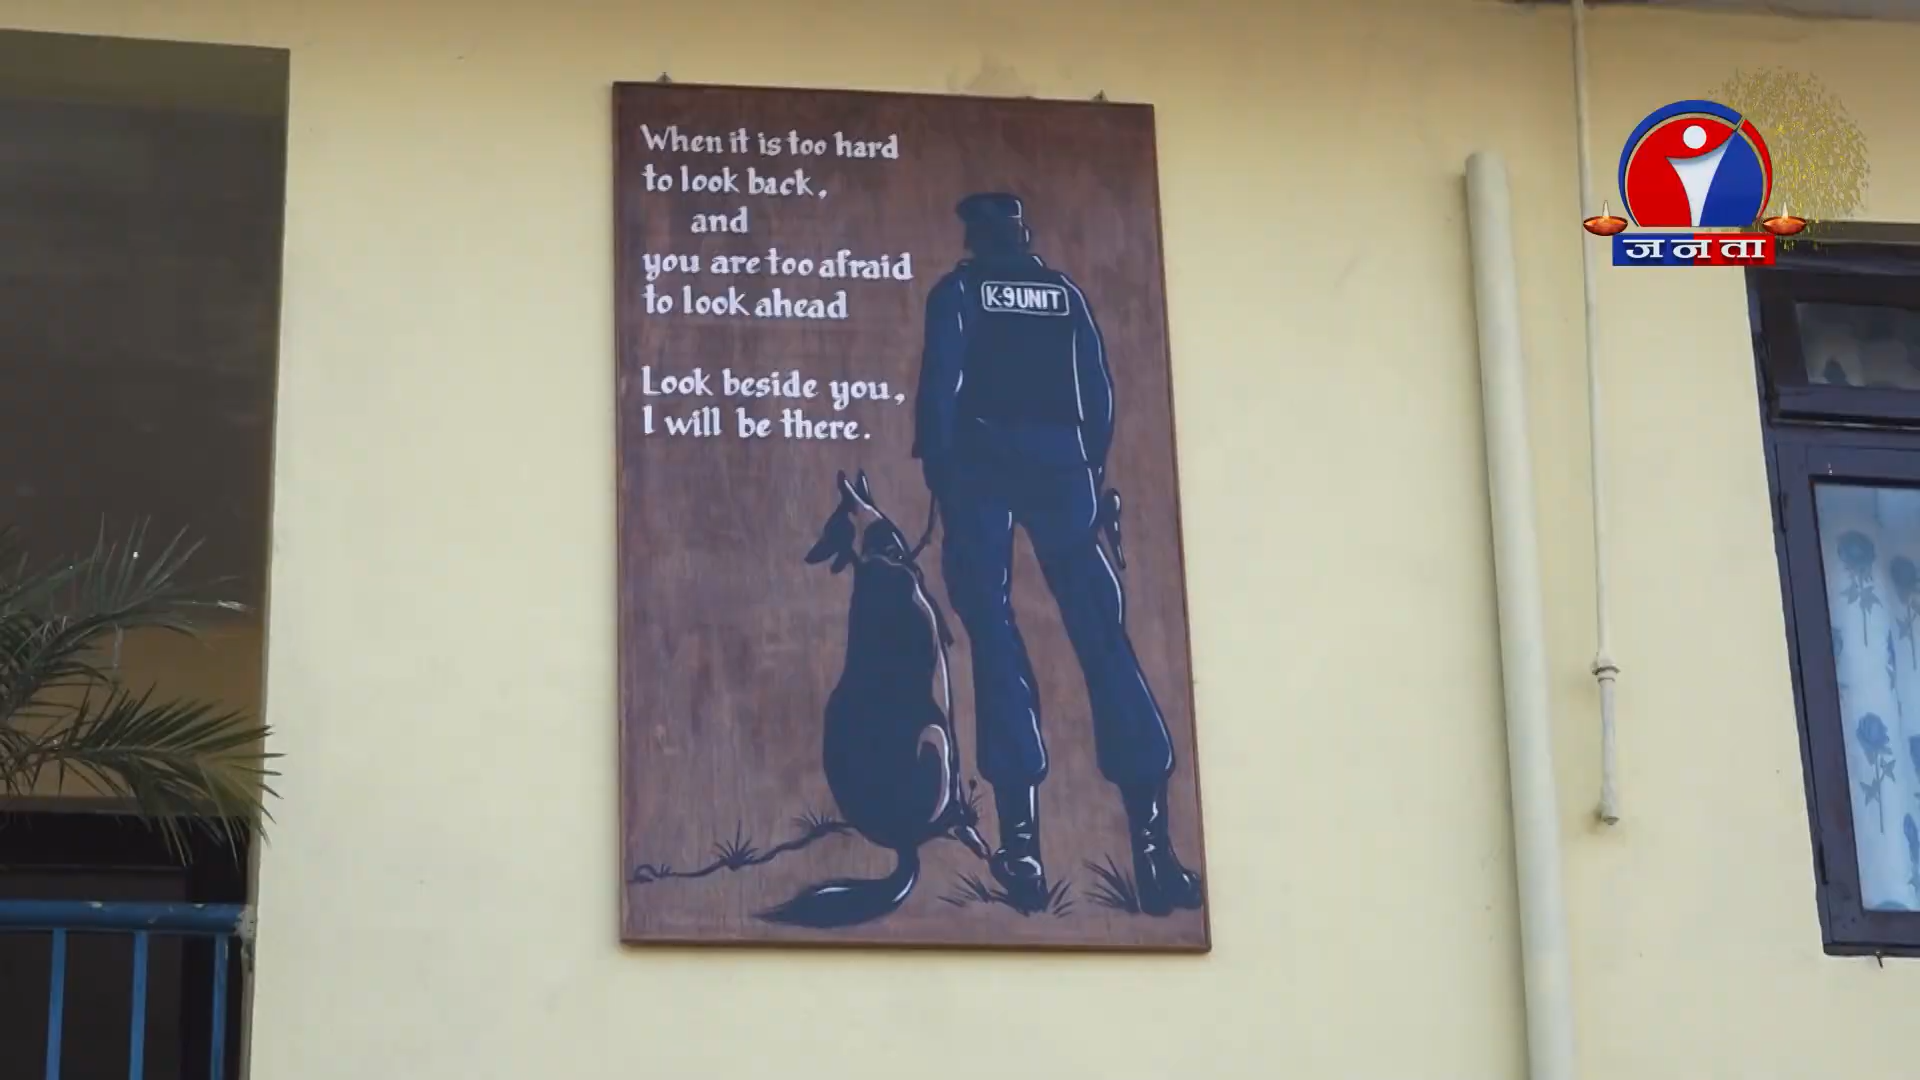 When it is too hard
to look back,
and
you are too afraid
to look ahead
Look beside you,
I will be there.
K-9 UNIT
जनता